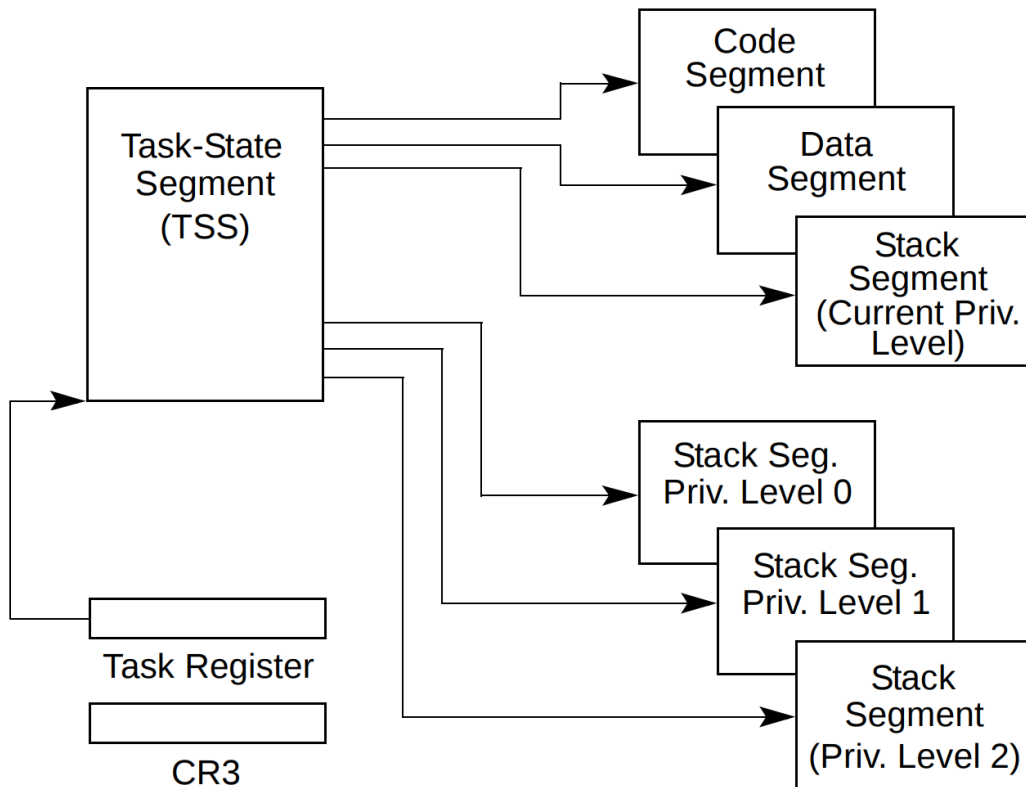 Code
Segment
Task-State
Segment
(TSS)
Data
Segment
Stack
Segment
(Current Priv.
Level)
Stack Seg.
Priv. Level 0
Stack Seg.
Priv. Level 1
Task Register
Stack
Segment
(Priv. Level 2)
CR3